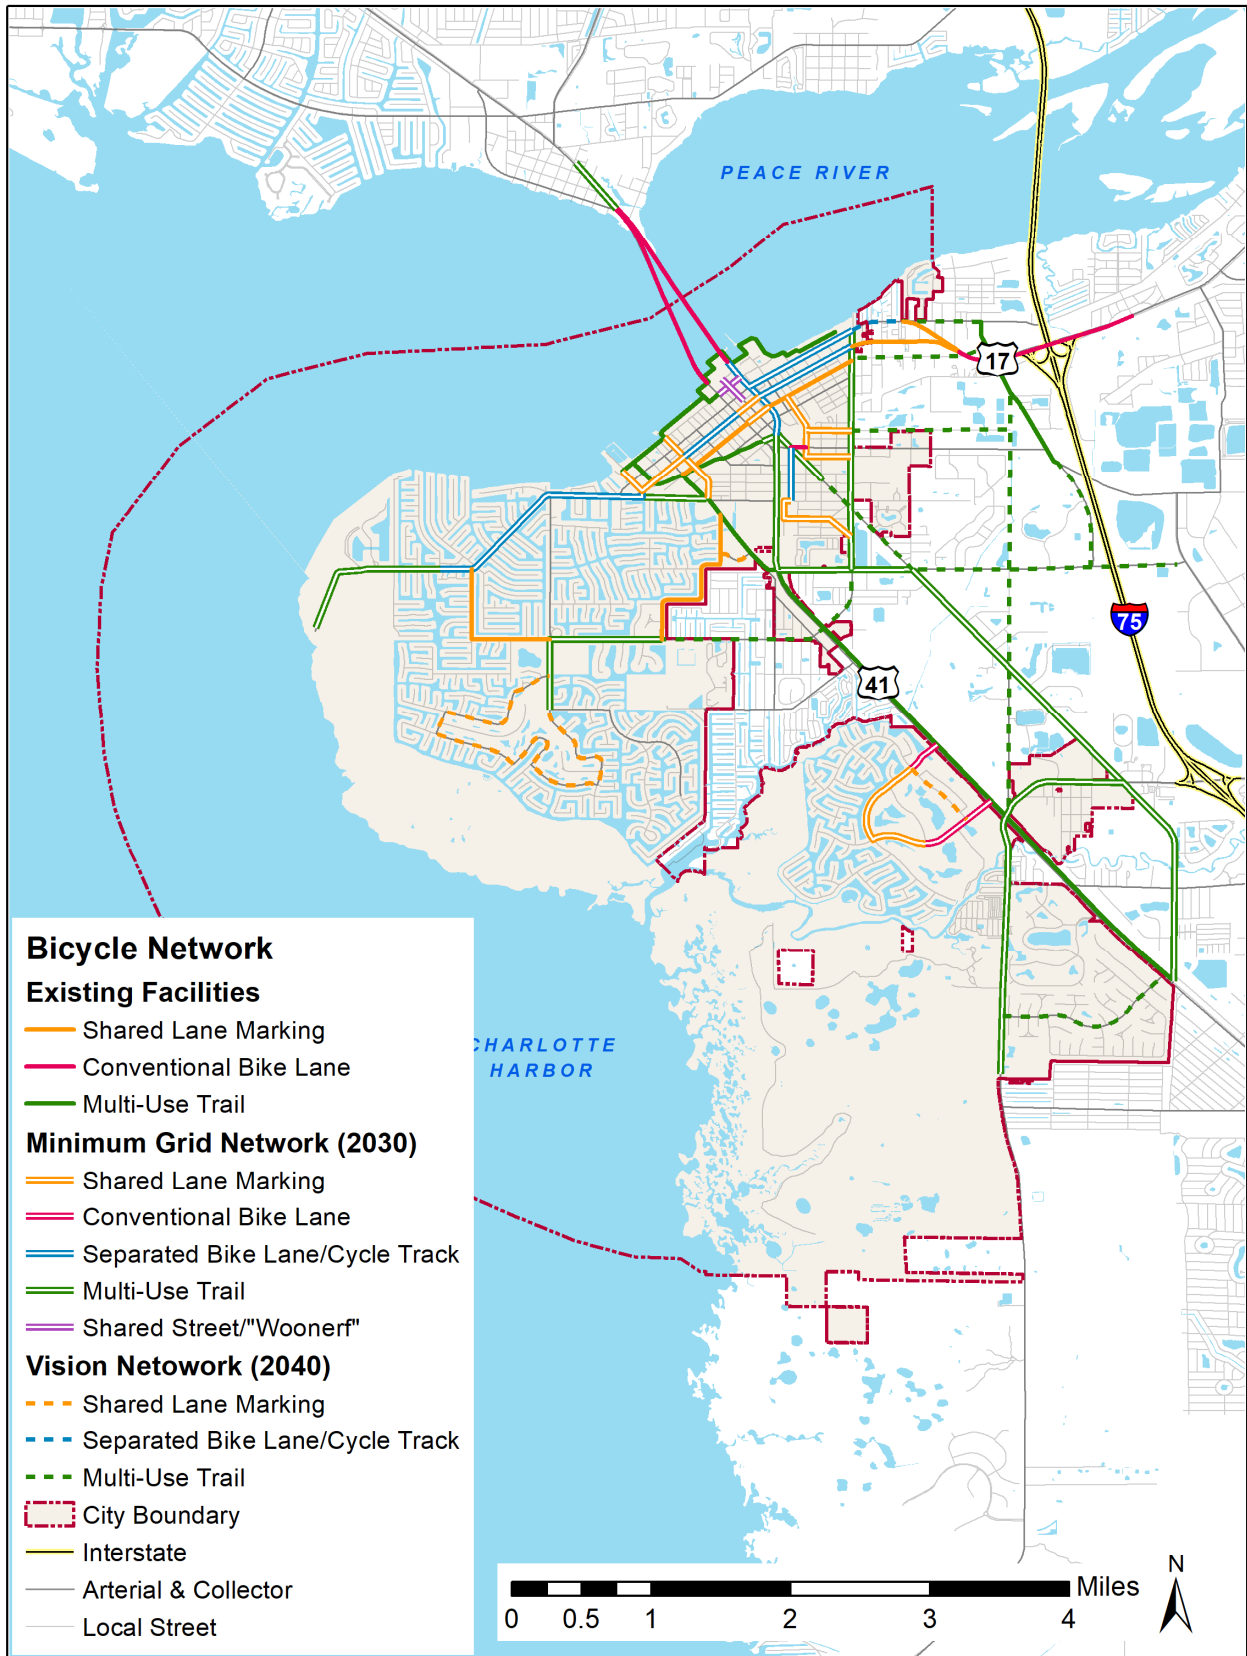 PEACE RIVER
17
75
41
CHARLOTTE
HARBOR
Bicycle Network
Existing Facilities
Shared Lane Marking
Conventional Bike Lane
Multi-Use Trail
Minimum Grid Network (2030)
Shared Lane Marking
Conventional Bike Lane
Separated Bike Lane/Cycle Track
Multi-Use Trail
Shared Street/"Woonerf"
Vision Netowork (2040)
Shared Lane Marking
Separated Bike Lane/Cycle Track
Multi-Use Trail
City Boundary
Interstate
Arterial & Collector
Local Street
N
Miles
0 0.5 1 2 3 4